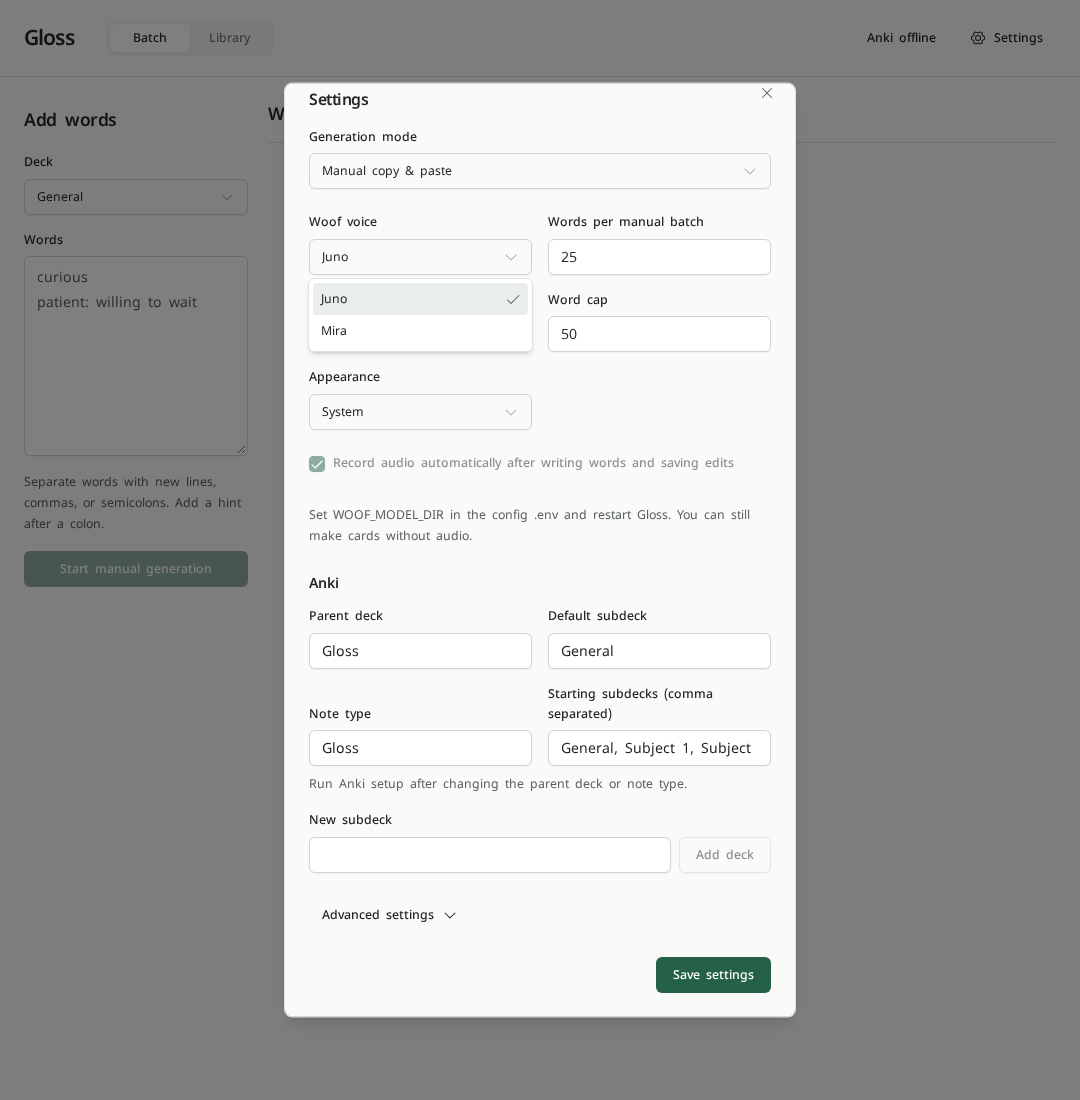 Gloss
Batch
Library
Anki offline
Settings
Add words
Deck
General
Words
curious
patient: willing to wait
Separate words with new lines,
commas, or semicolons. Add a hint
after a colon.
Start manual generation
W
Settings
Generation mode
Manual copy & paste
Woof voice
Words per manual batch
Juno
25
Juno
Mira
Word cap
50
Appearance
System
Record audio automatically after writing words and saving edits
Set WOOF_MODEL_DIR in the config .env and restart Gloss. You can still
make cards without audio.
Anki
Parent deck
Default subdeck
Gloss
General
Note type
Starting subdecks (comma
separated)
Gloss
General, Subject 1, Subject
Run Anki setup after changing the parent deck or note type.
New subdeck
Add deck
Advanced settings
Save settings